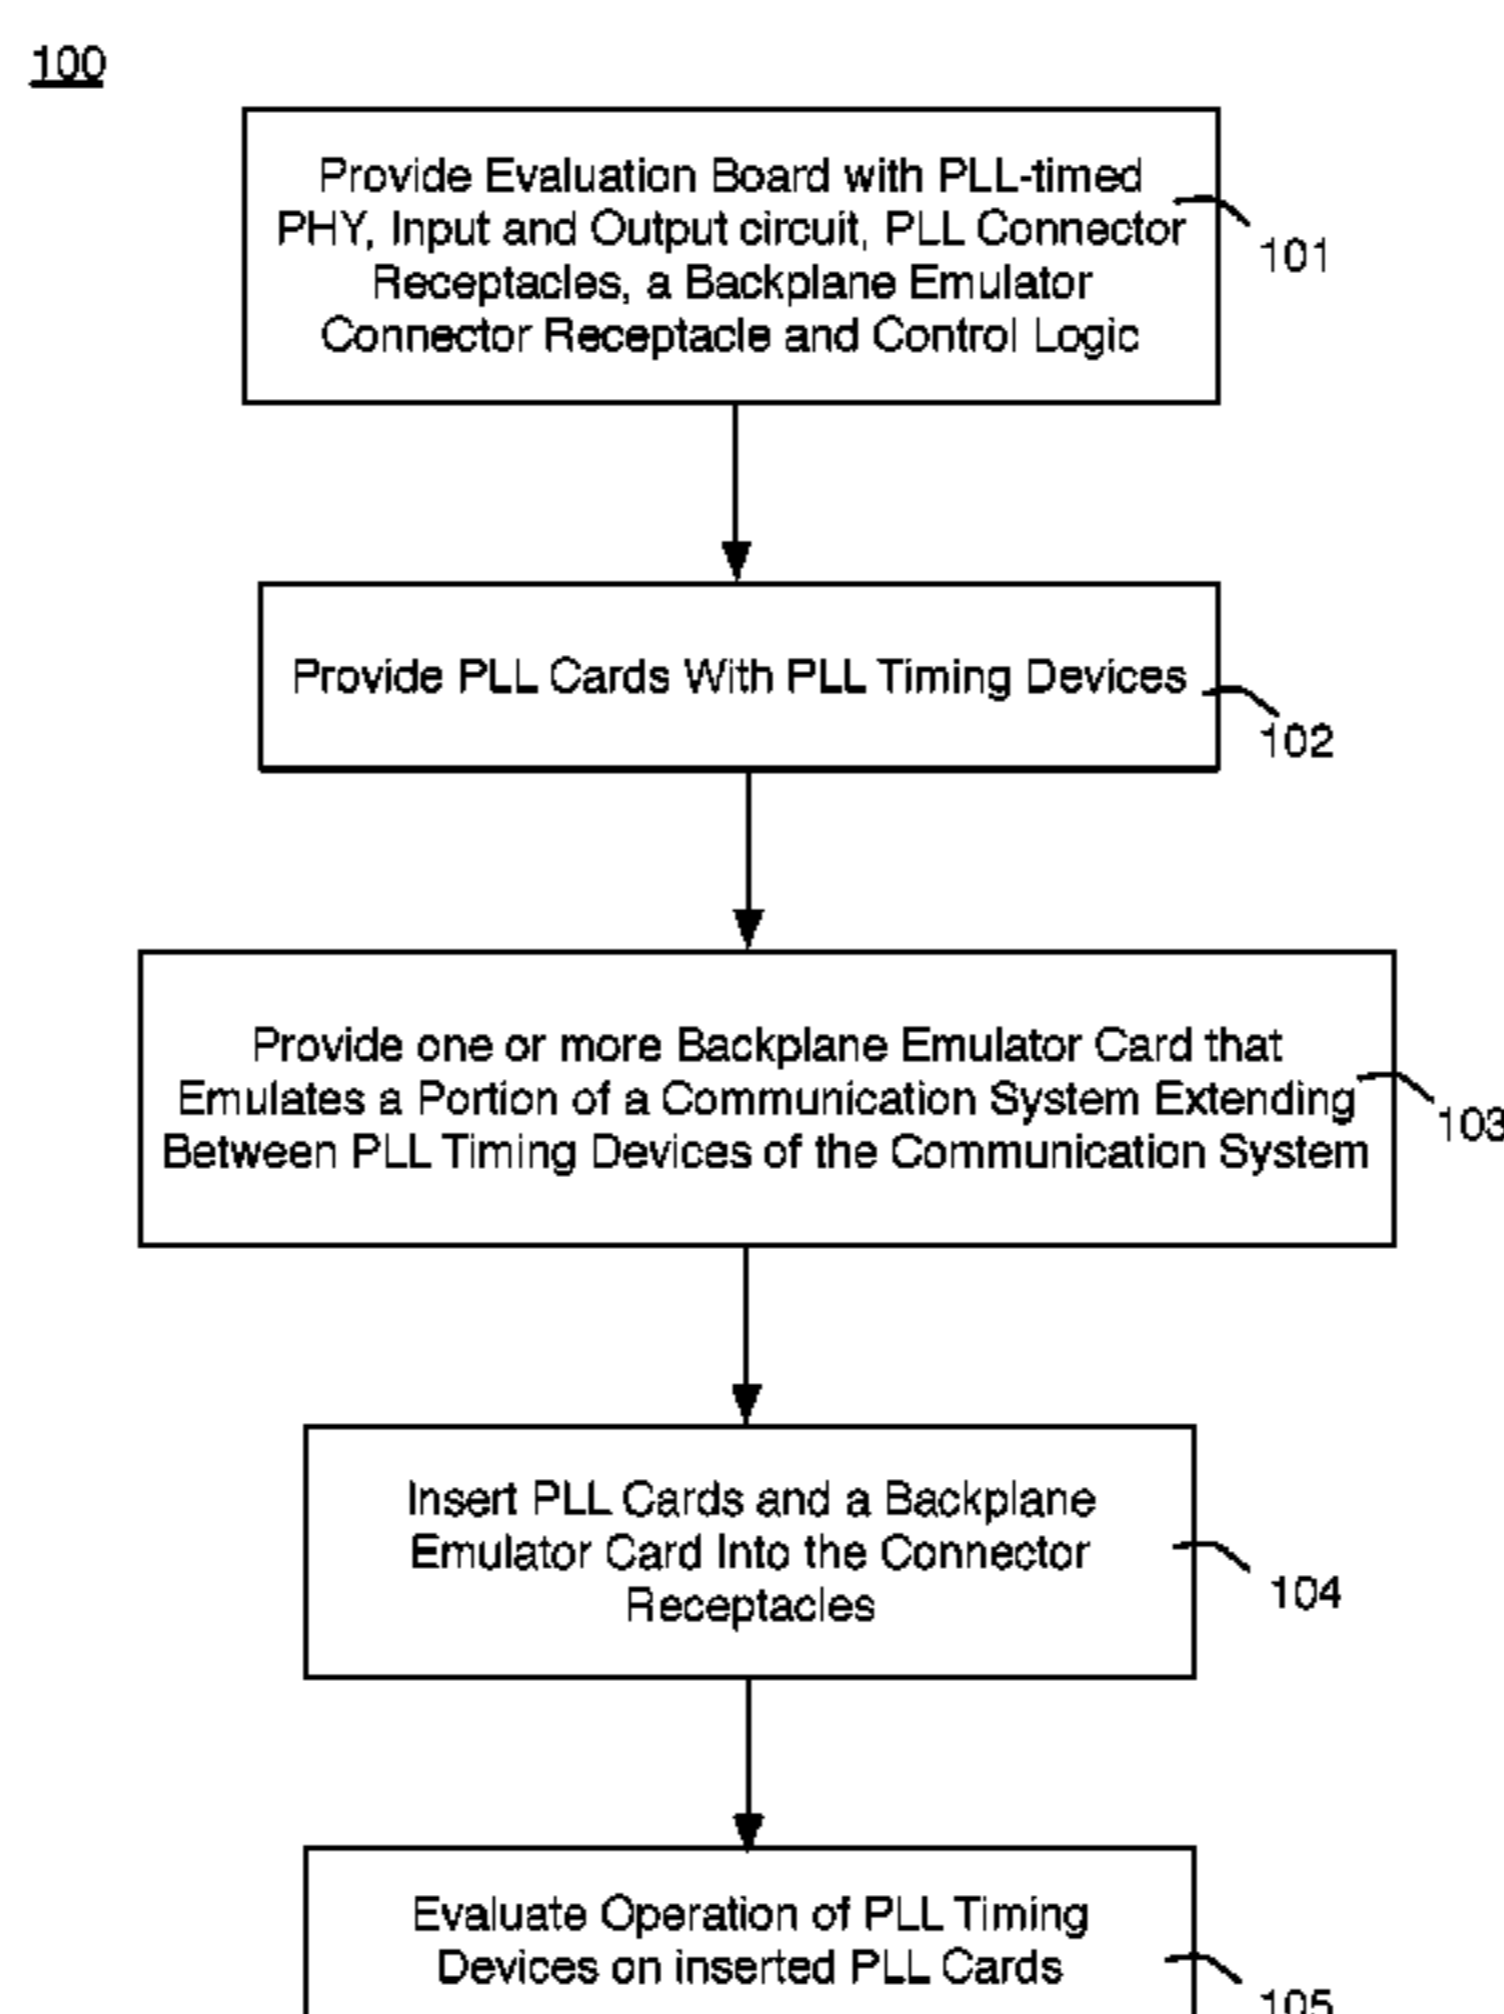 100
Provide Evaluation Board with PLL-timed
PHY, Input and Output circuit, PLL Connector
Receptacles, a Backplane Emulator
Connector Receptacle and Control Logic
101
Provide PLL Cards With PLL Timing Devices
102
Provide one or more Backplane Emulator Card that
Emulates a Portion of a Communication System Extending
Between PLL Timing Devices of the Communication System
103
Insert PLL Cards and a Backplane
Emulator Card Into the Connector
Receptacles
104
Evaluate Operation of PLL Timing
Devices on inserted PLL Cards
105